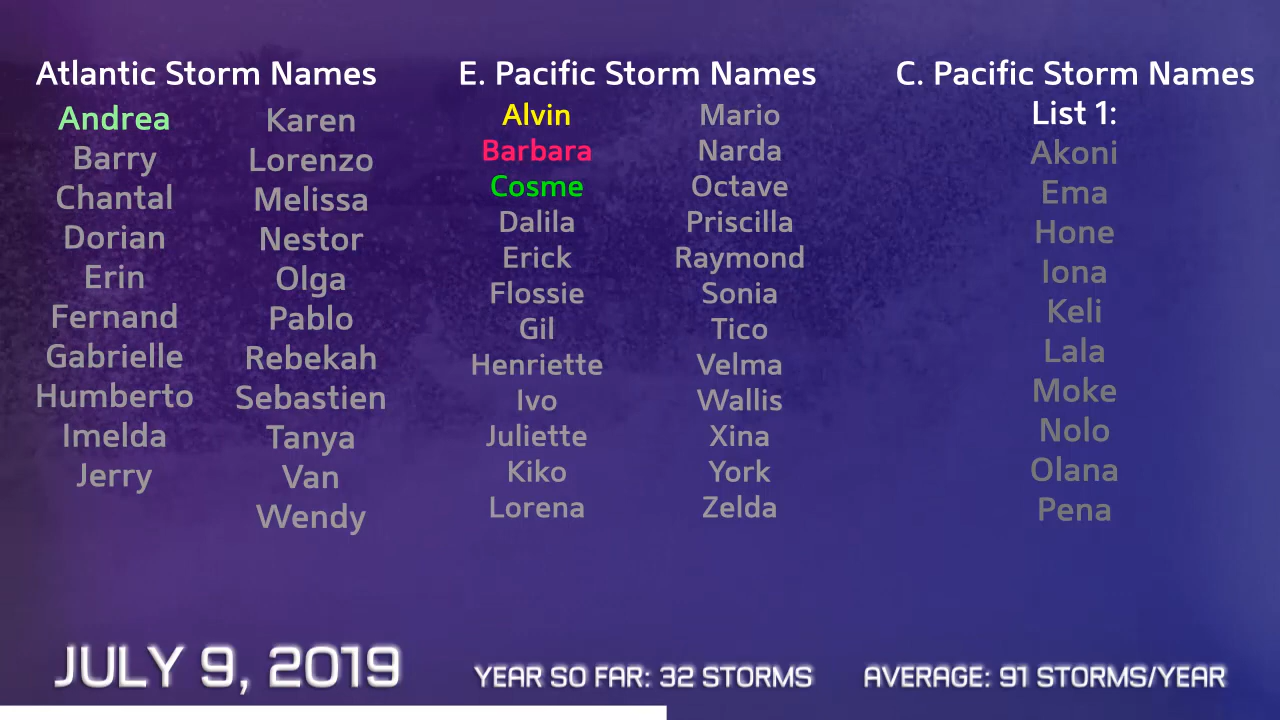 Atlantic Storm Names
Andrea
Barry
Chantal
Dorian
Erin
Fernand
Gabrielle
Humberto
Imelda
Jerry
Karen
Lorenzo
Melissa
Nestor
Olga
Pablo
Rebekah
Sebastien
Tanya
Van
Wendy
E. Pacific Storm Names
Alvin
Barbara
Cosme
Dalila
Erick
Flossie
Gil
Henriette
Ivo
Juliette
Kiko
Lorena
Mario
Narda
Octave
Priscilla
Raymond
Sonia
Tico
Velma
Wallis
Xina
York
Zelda
C. Pacific Storm Names
List 1:
Akoni
Ema
Hone
Iona
Keli
Lala
Moke
Nolo
Olana
Pena
JULY 9, 2019
YEAR SO FAR: 32 STORMS
AVERAGE: 91 STORMS/YEAR